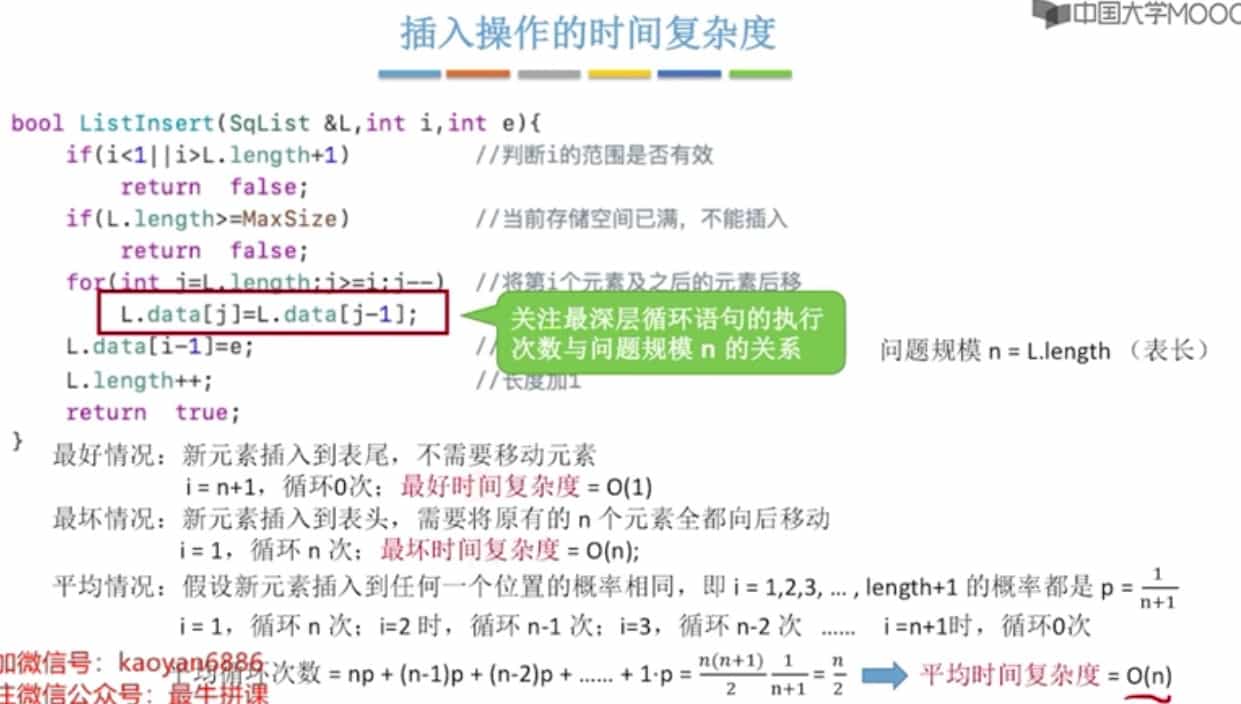 中国大学MOOC
插入操作的时间复杂度
bool ListInsert(SqList &L,int i,int e){
if(i<1||i>L.length+1) //判断i的范围是否有效
return false;
if(L.length>=MaxSize) //当前存储空间已满，不能插入
return false;
for(int j=L.length;j>=i;j--) //将第i个元素及之后的元素后移
L.data[j]=L.data[j-1];
关注最深层循环语句的执行
次数与问题规模 n 的关系
L.data[i-1]=e; //
问题规模 n = L.length （表长）
L.length++; //长度加1
return true;
}
最好情况：新元素插入到表尾，不需要移动元素
i = n+1，循环0次；最好时间复杂度 = O(1)
最坏情况：新元素插入到表头，需要将原有的 n 个元素全都向后移动
i = 1，循环 n 次；最坏时间复杂度 = O(n);
平均情况：假设新元素插入到任何一个位置的概率相同，即 i = 1,2,3, … , length+1 的概率都是 p = 1/(n+1)
i = 1，循环 n 次；i=2 时，循环 n-1 次；i=3，循环 n-2 次 …… i =n+1时，循环0次
平均循环次数 = np + (n-1)p + (n-2)p + …… + 1·p = n(n+1)/2 1/(n+1) = n/2 平均时间复杂度 = O(n)
加微信号：kaoyan6886
注微信公众号：最牛拼课